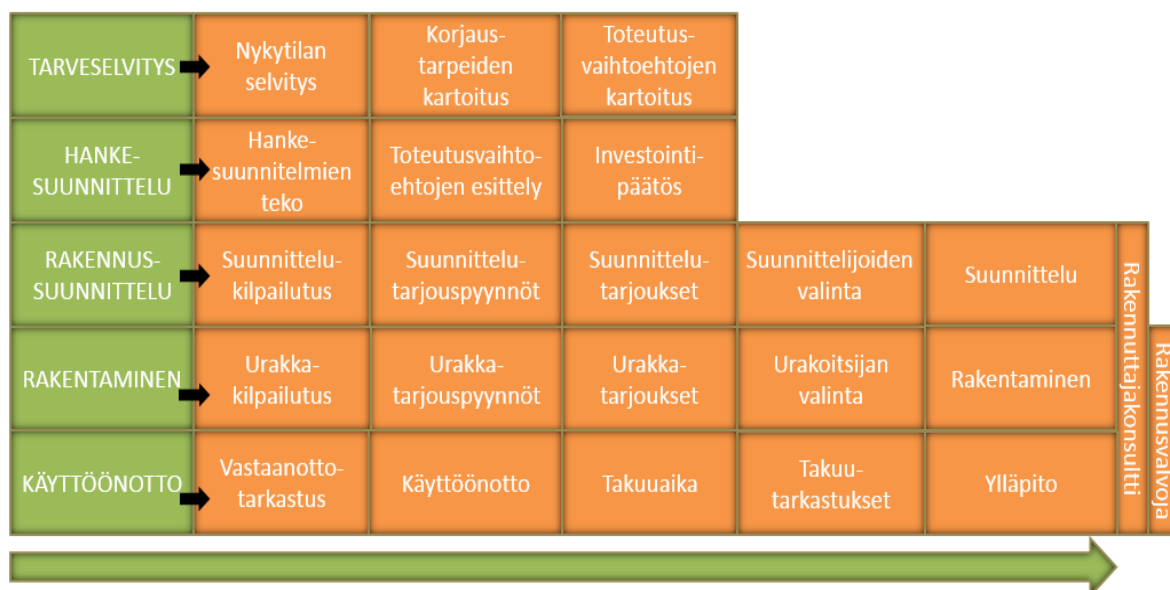 TARVESELVITYS
Nykytilan
selvitys
Korjaus-
tarpeiden
kartoitus
Toteutus-
vaihtoehtojen
kartoitus
HANKE-
SUUNNITTELU
Hanke-
suunnitelmien
teko
Toteutusvaihto-
ehtojen esittely
Investointi-
päätös
RAKENNUS-
SUUNNITTELU
Suunnittelu-
kilpailutus
Suunnittelu-
tarjouspyynnöt
Suunnittelu-
tarjoukset
Suunnittelijoiden
valinta
Suunnittelu
RAKENTAMINEN
Urakka-
kilpailutus
Urakka-
tarjouspyynnöt
Urakka-
tarjoukset
Urakoitsijan
valinta
Rakentaminen
KÄYTTÖÖNOTTO
Vastaanotto-
tarkastus
Käyttöönotto
Takuuaika
Takuu-
tarkastukset
Ylläpito
Rakennuttajakonsultti
Rakennusvalvoja